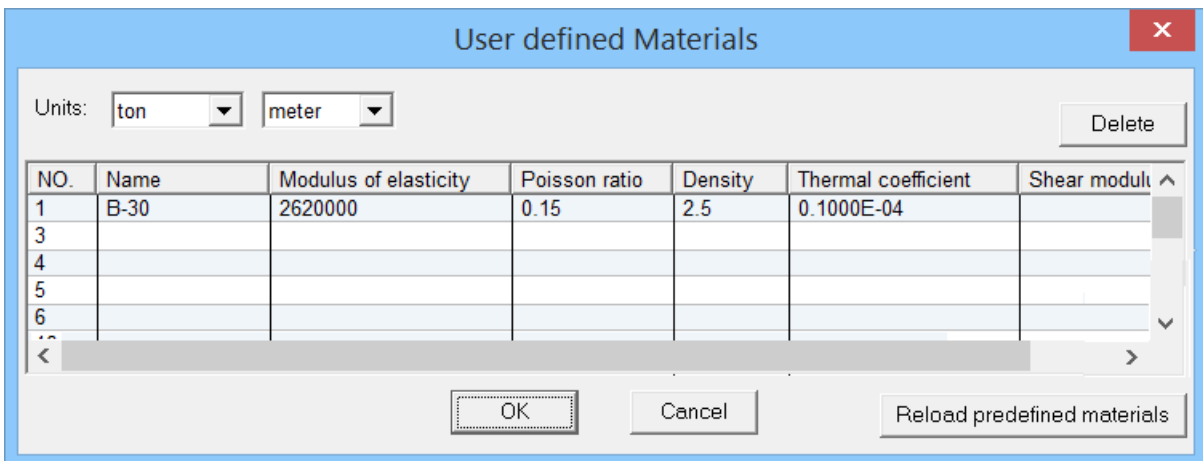 User defined Materials
Units: ton meter
Delete
NO. Name Modulus of elasticity Poisson ratio Density Thermal coefficient Shear
1 B-30 2620000 0.15 2.5 0.1000E-04
3
4
5
6
OK Cancel Reload predefined materials